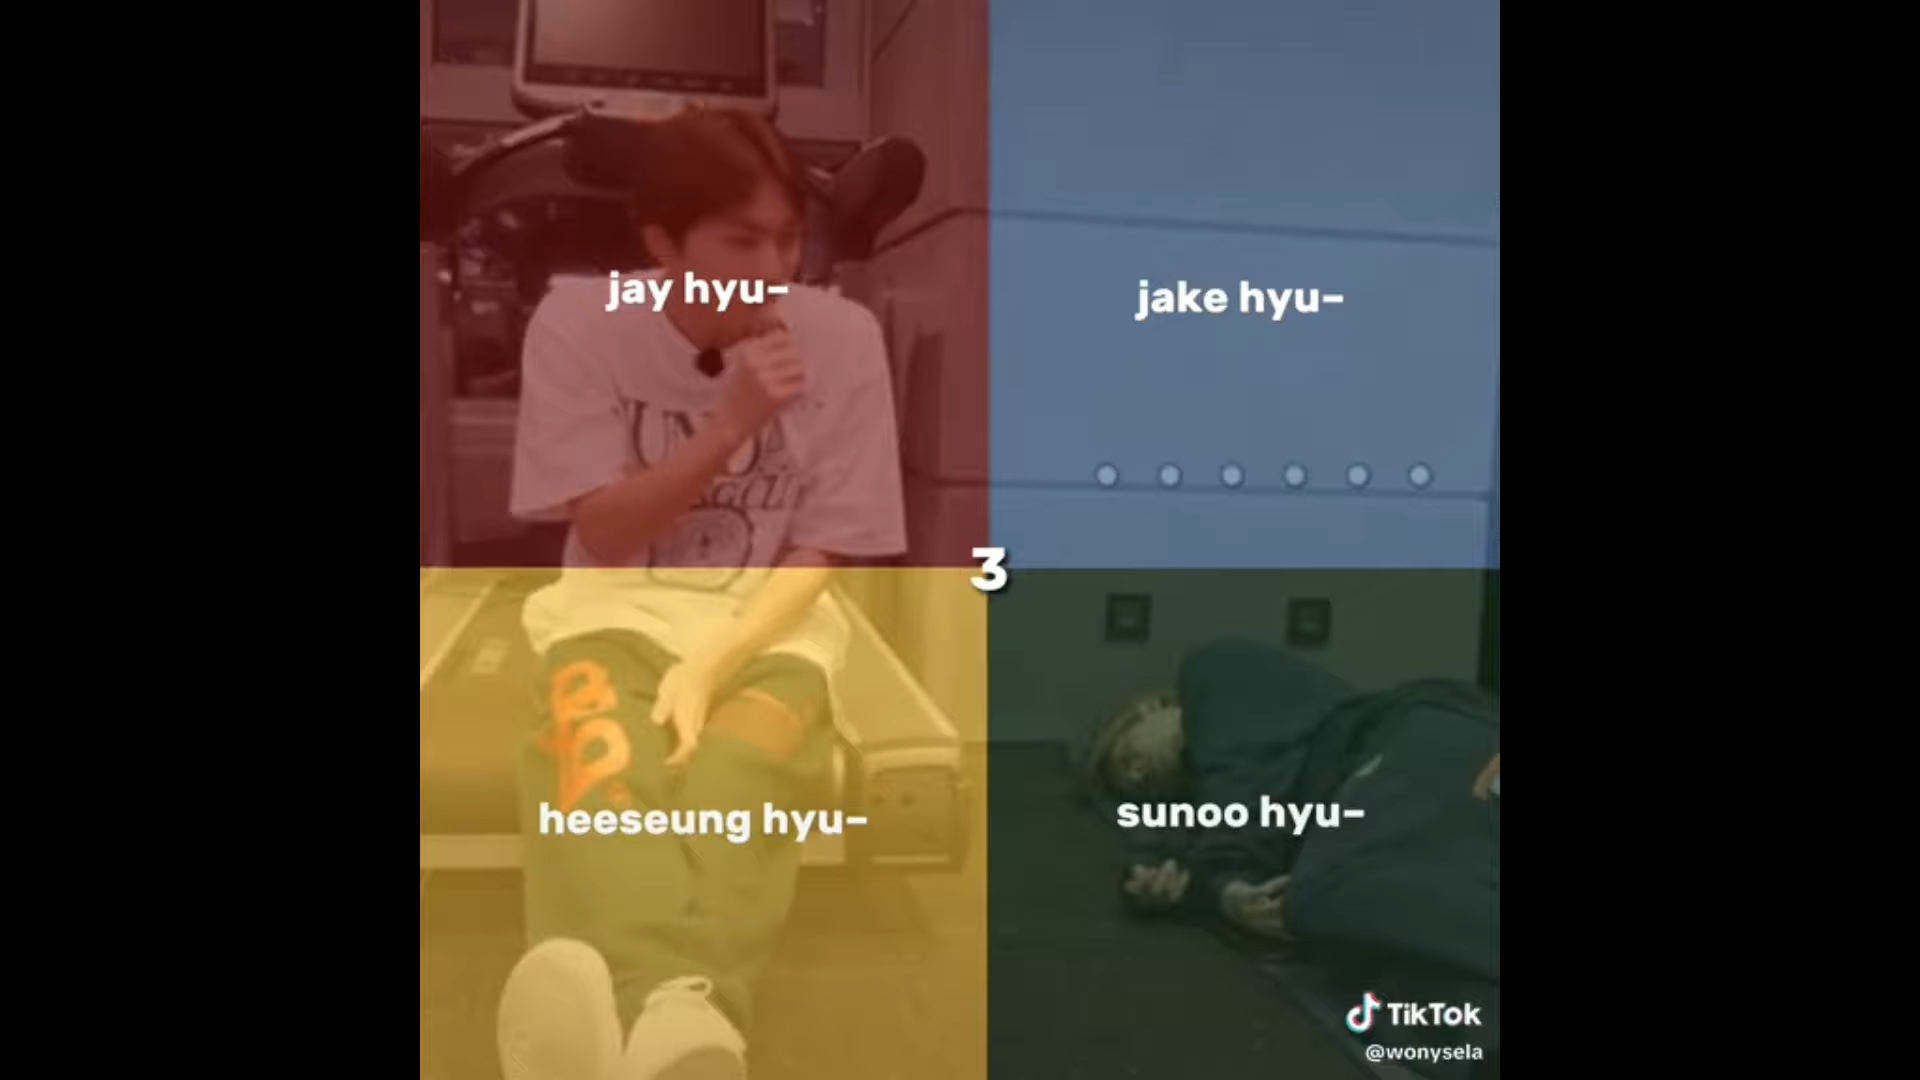 jay hyu-
jake hyu-
3
heeseung hyu-
sunoo hyu-
TikTok
@wonysela